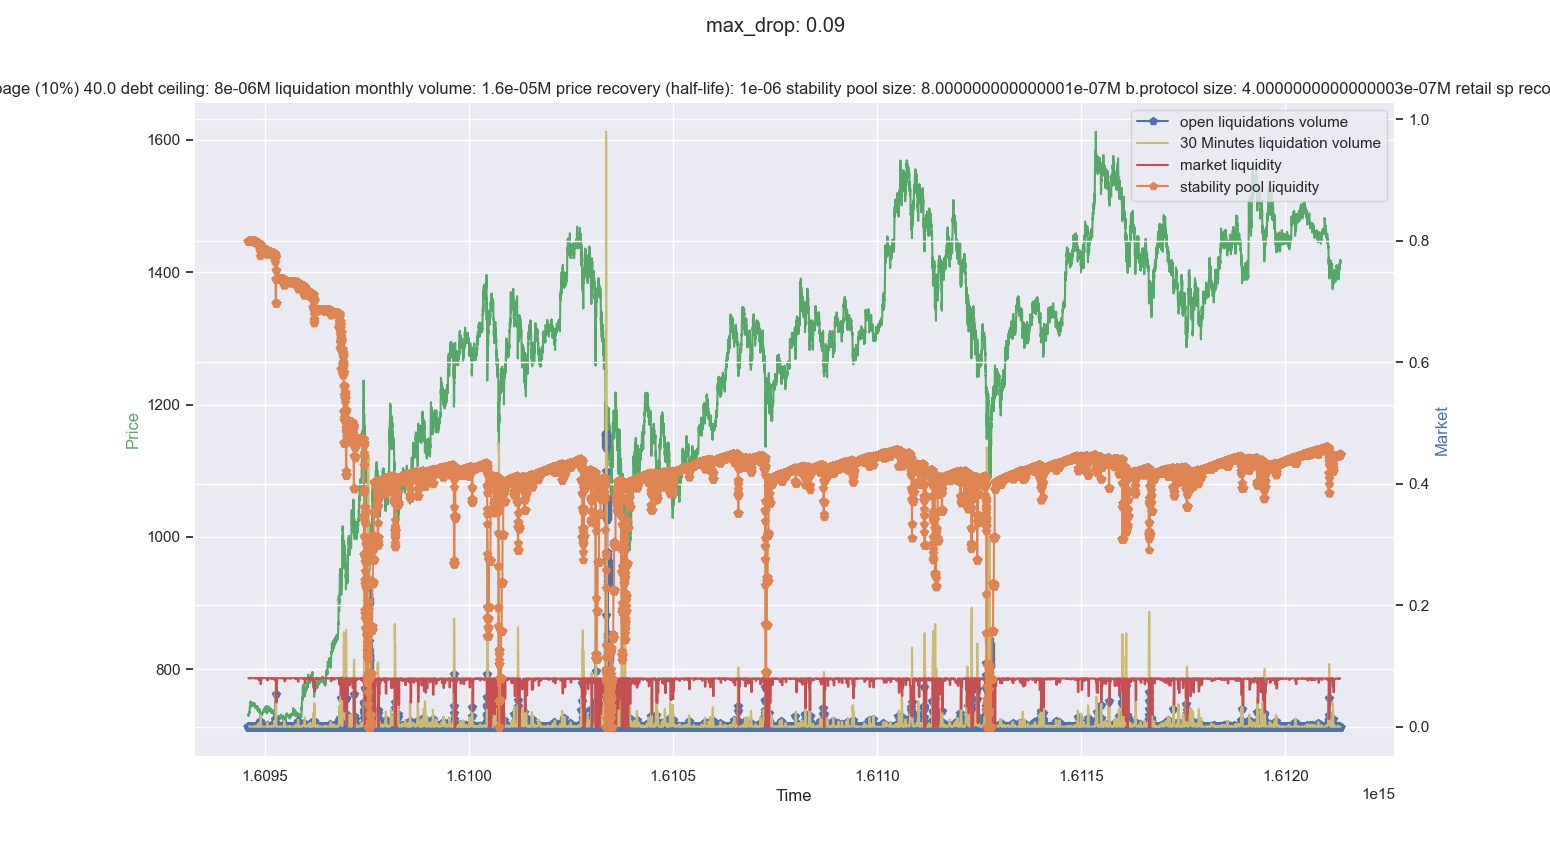 max_drop: 0.09
page (10%) 40.0 debt ceiling: 8e-06M liquidation monthly volume: 1.6e-05M price recovery (half-life): 1e-06 stability pool size: 8.000000000000001e-07M b.protocol size: 4.0000000000000003e-07M retail sp reco
open liquidations volume
30 Minutes liquidation volume
market liquidity
stability pool liquidity
1600
1400
1200
1000
800
Price
1.0
0.8
0.6
0.4
0.2
0.0
Market
1.6095 1.6100 1.6105 1.6110 1.6115 1.6120
Time
1e15